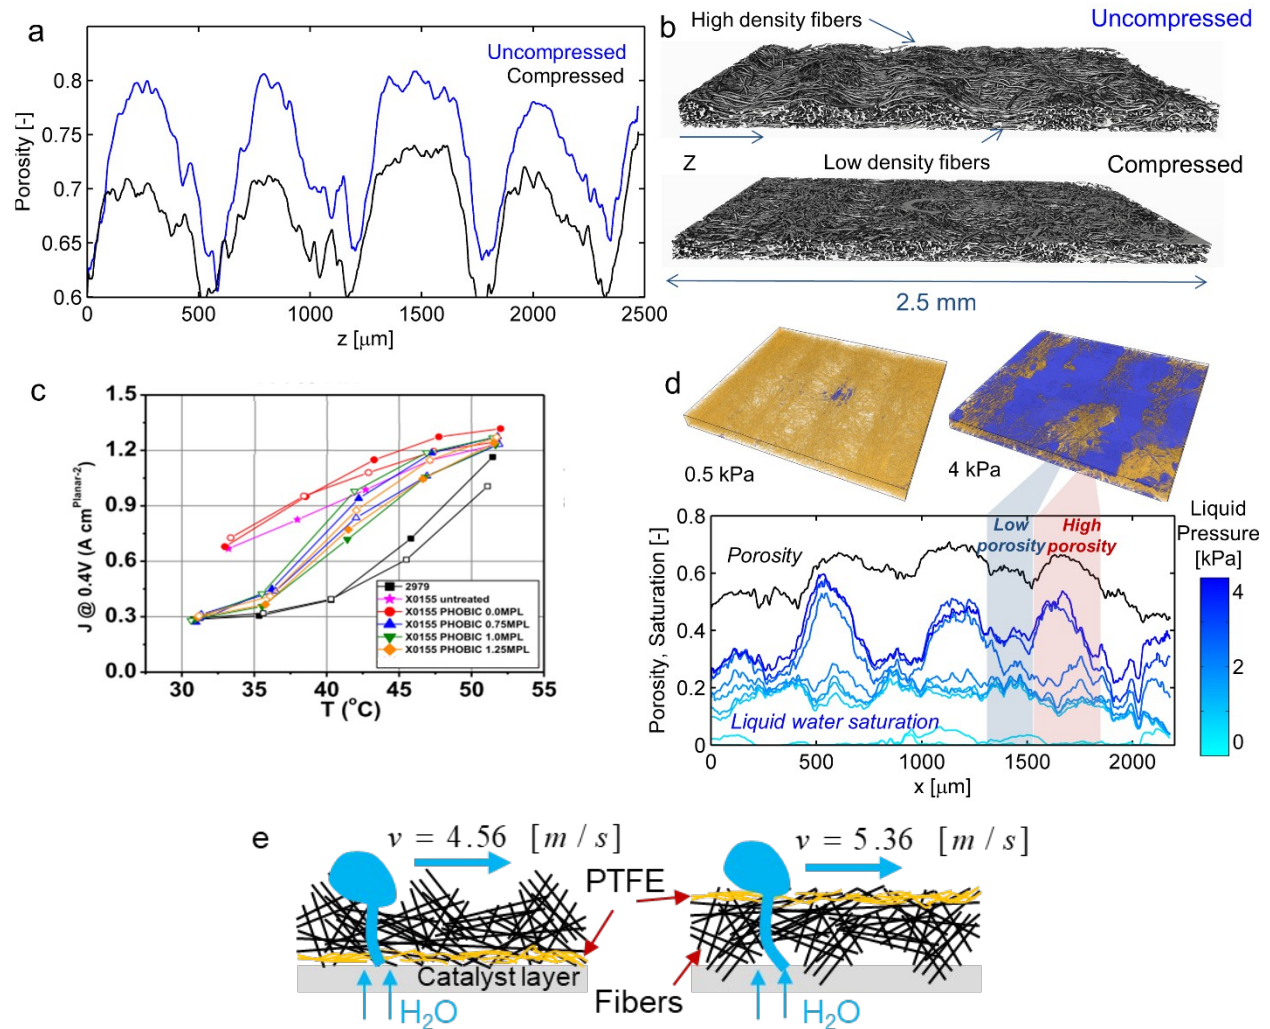 a
Uncompressed
Compressed
Porosity [-]
0.8
0.75
0.7
0.65
0.6
0
500
1000
1500
2000
2500
z [μm]
b
High density fibers
Uncompressed
Low density fibers
Z
Compressed
2.5 mm
c
J @ 0.4V (A cm^Planar-2)
1.5
1.2
0.9
0.6
0.3
0.0
30
35
40
45
50
55
T (°C)
2979
X0155 untreated
X0155 PHOBIC 0.0MPL
X0155 PHOBIC 0.75MPL
X0155 PHOBIC 1.0MPL
X0155 PHOBIC 1.25MPL
d
0.5 kPa
4 kPa
Porosity, Saturation [-]
0.8
0.6
0.4
0.2
0
Porosity
Low
porosity
High
porosity
Liquid water saturation
0
500
1000
1500
2000
x [μm]
Liquid
Pressure
[kPa]
4
2
0
e
v = 4.56 [m / s]
v = 5.36 [m / s]
PTFE
Catalyst layer
Fibers
H₂O
H₂O